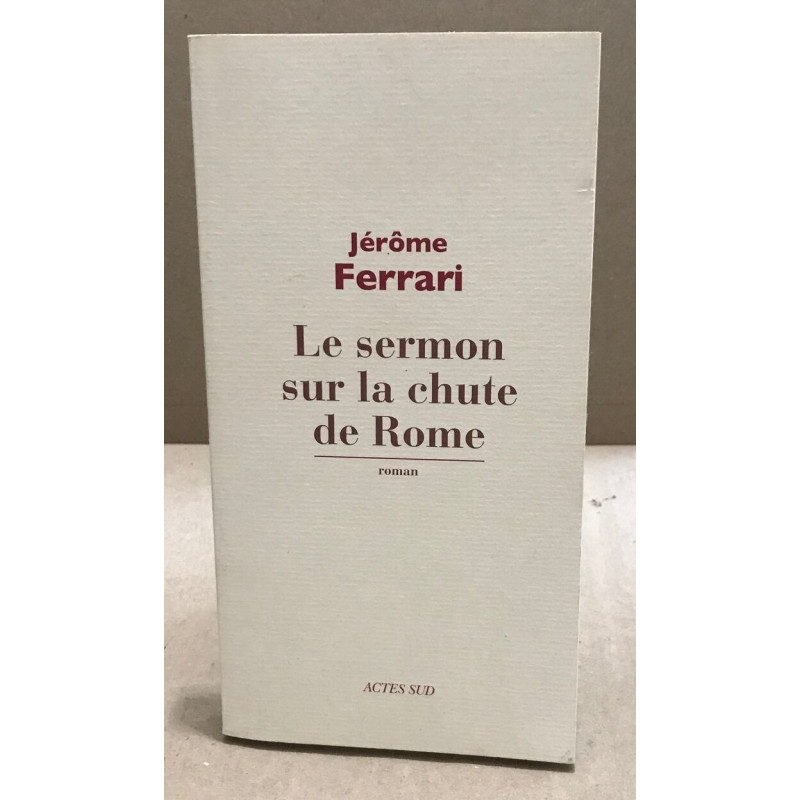 Jérôme
Ferrari
Le sermon
sur la chute
de Rome
roman
ACTES SUD